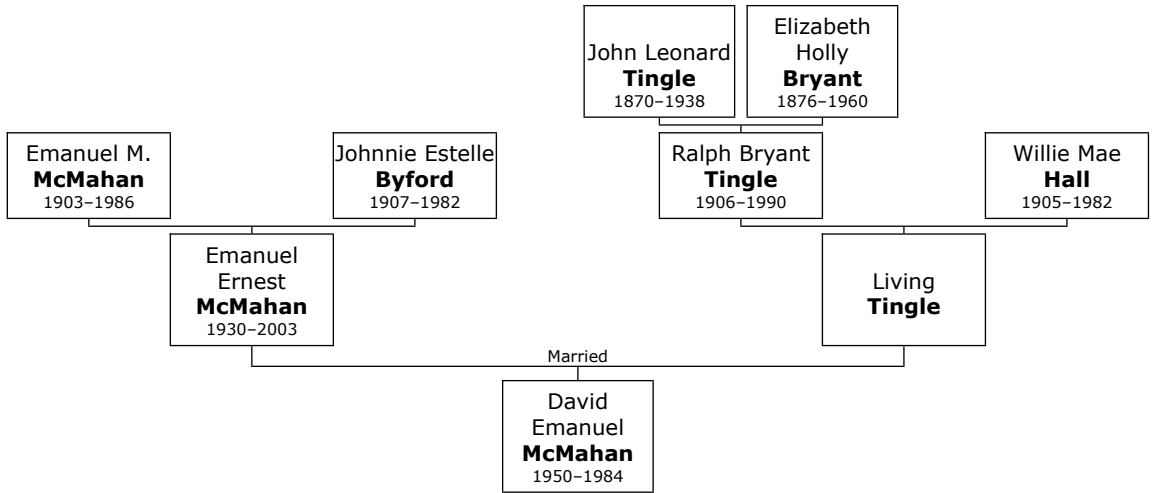 John Leonard
Tingle
1870–1938
Elizabeth
Holly
Bryant
1876–1960
Emanuel M.
McMahan
1903–1986
Johnnie Estelle
Byford
1907–1982
Ralph Bryant
Tingle
1906–1990
Willie Mae
Hall
1905–1982
Emanuel
Ernest
McMahan
1930–2003
Living
Tingle
Married
David
Emanuel
McMahan
1950–1984